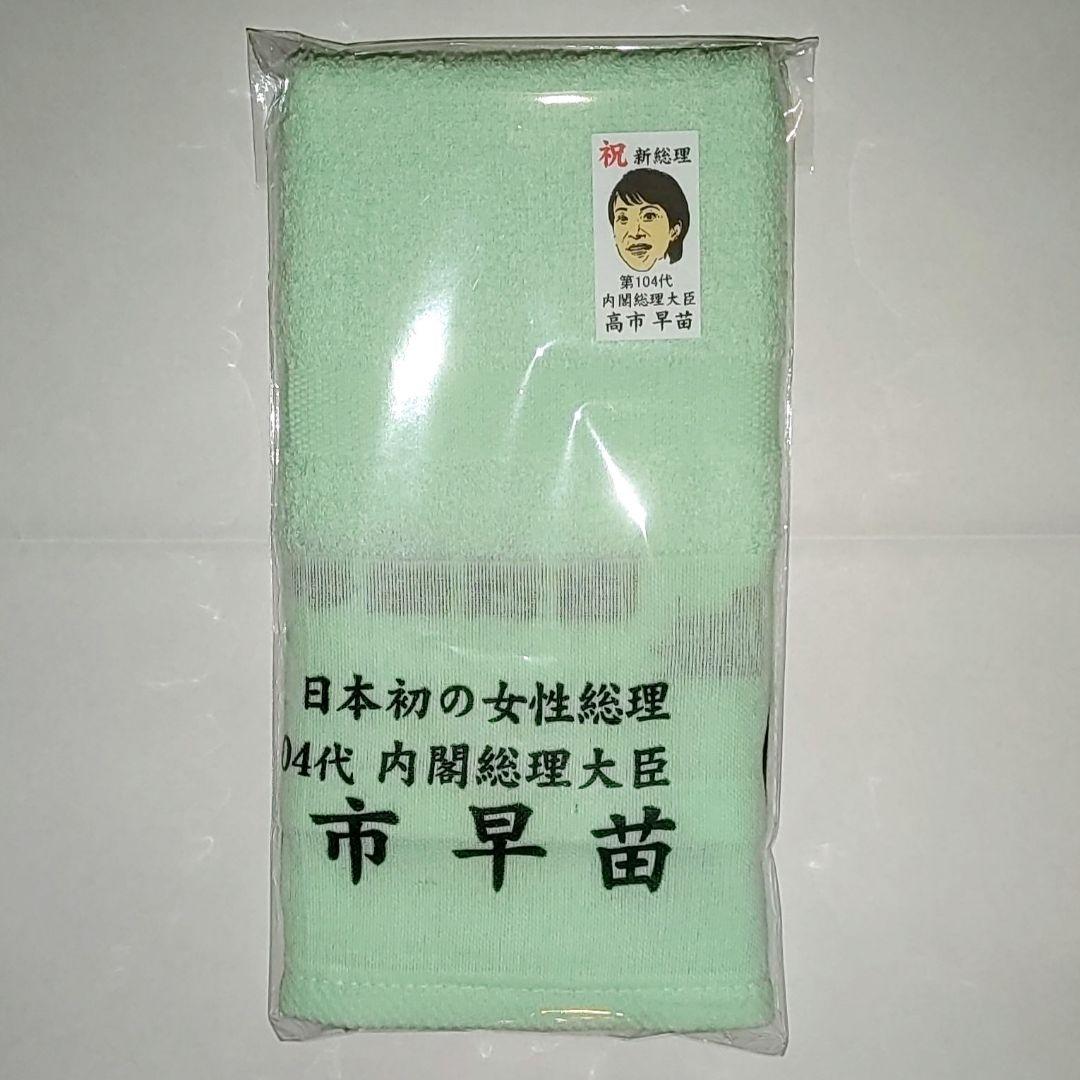 祝 新総理
第104代
内閣総理大臣
高市 早苗
日本初の女性総理
04代 内閣総理大臣
市 早 苗